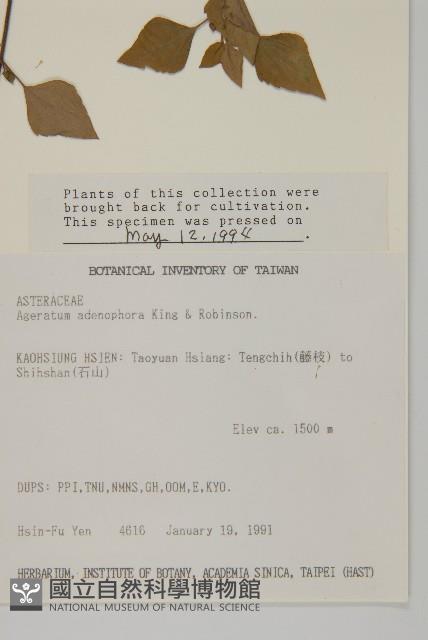 Plants of this collection were
brought back for cultivation.
This specimen was pressed on
May 12, 1994.
BOTANICAL INVENTORY OF TAIWAN
ASTERACEAE
Ageratum adenophora King & Robinson.
KAOHSIUNG HSIEN: Taoyuan Hsiang: Tengchih(藤枝) to
Shihshan(石山)
Elev ca. 1500 m
DUPS: PPI,TNU,NMNS,GH,OOM,E,KYO.
Hsin-Fu Yen 4616 January 19, 1991
HERBARIUM, INSTITUTE OF BOTANY, ACADEMIA SINICA, TAIPEI (HAST)
國立自然科學博物館
NATIONAL MUSEUM OF NATURAL SCIENCE